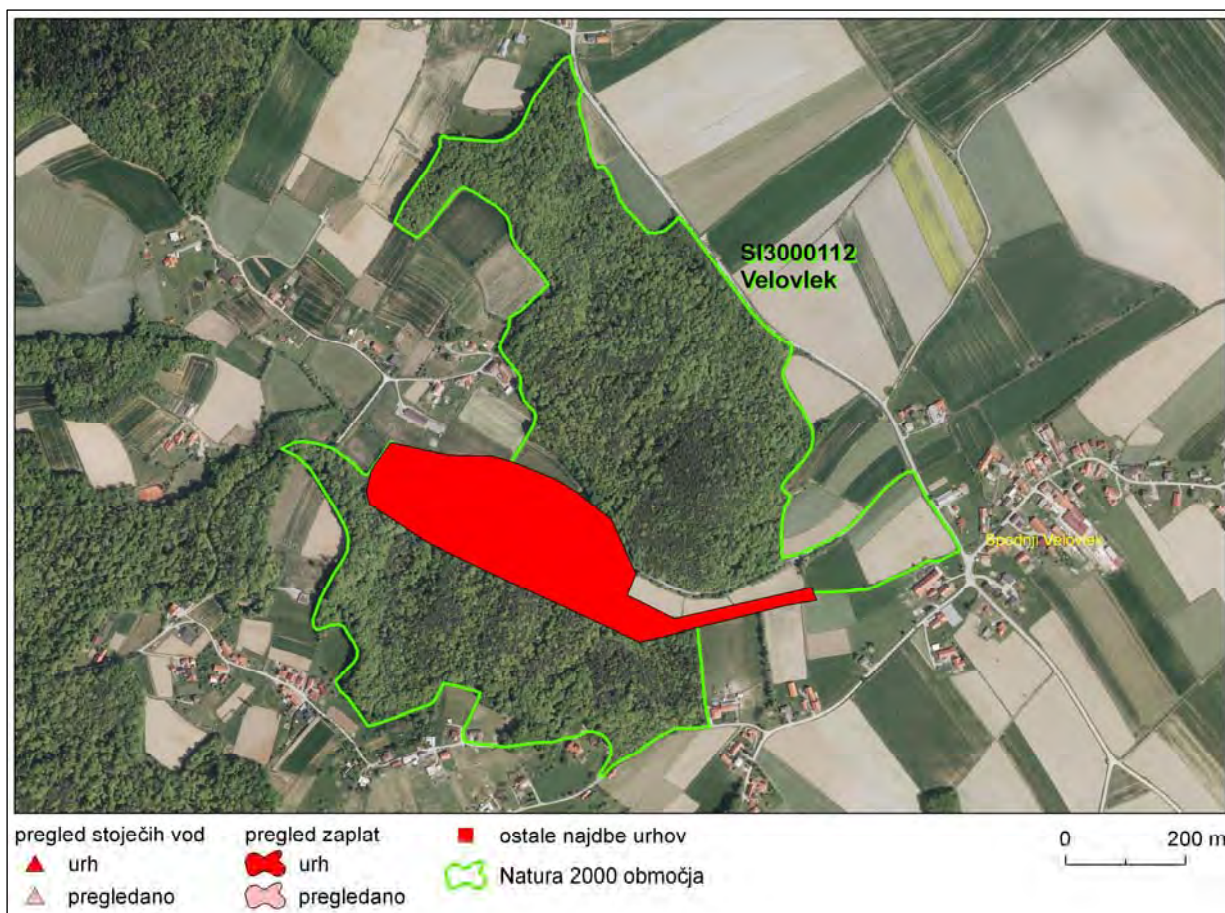 SI3000112
Velovlek
Spodnji Velovlek
pregled stoječih vod
urh
pregledano
pregled zaplat
urh
pregledano
ostale najdbe urhov
Natura 2000 območja
0 200 m